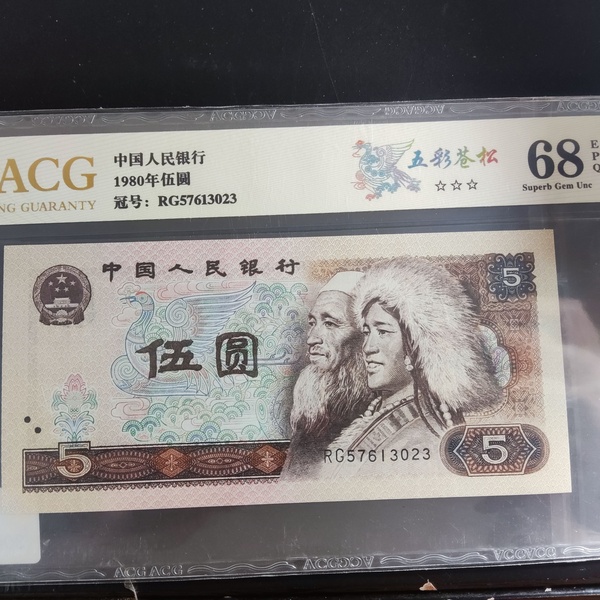 ACG
NG GUARANTY
中国人民银行
1980年伍圆
冠号: RG57613023
五彩苍松
☆☆☆
68
E
P
Q
Superb Gem Unc
中国人民银行
5
伍圆
RG57613023
5
5
ACGACG